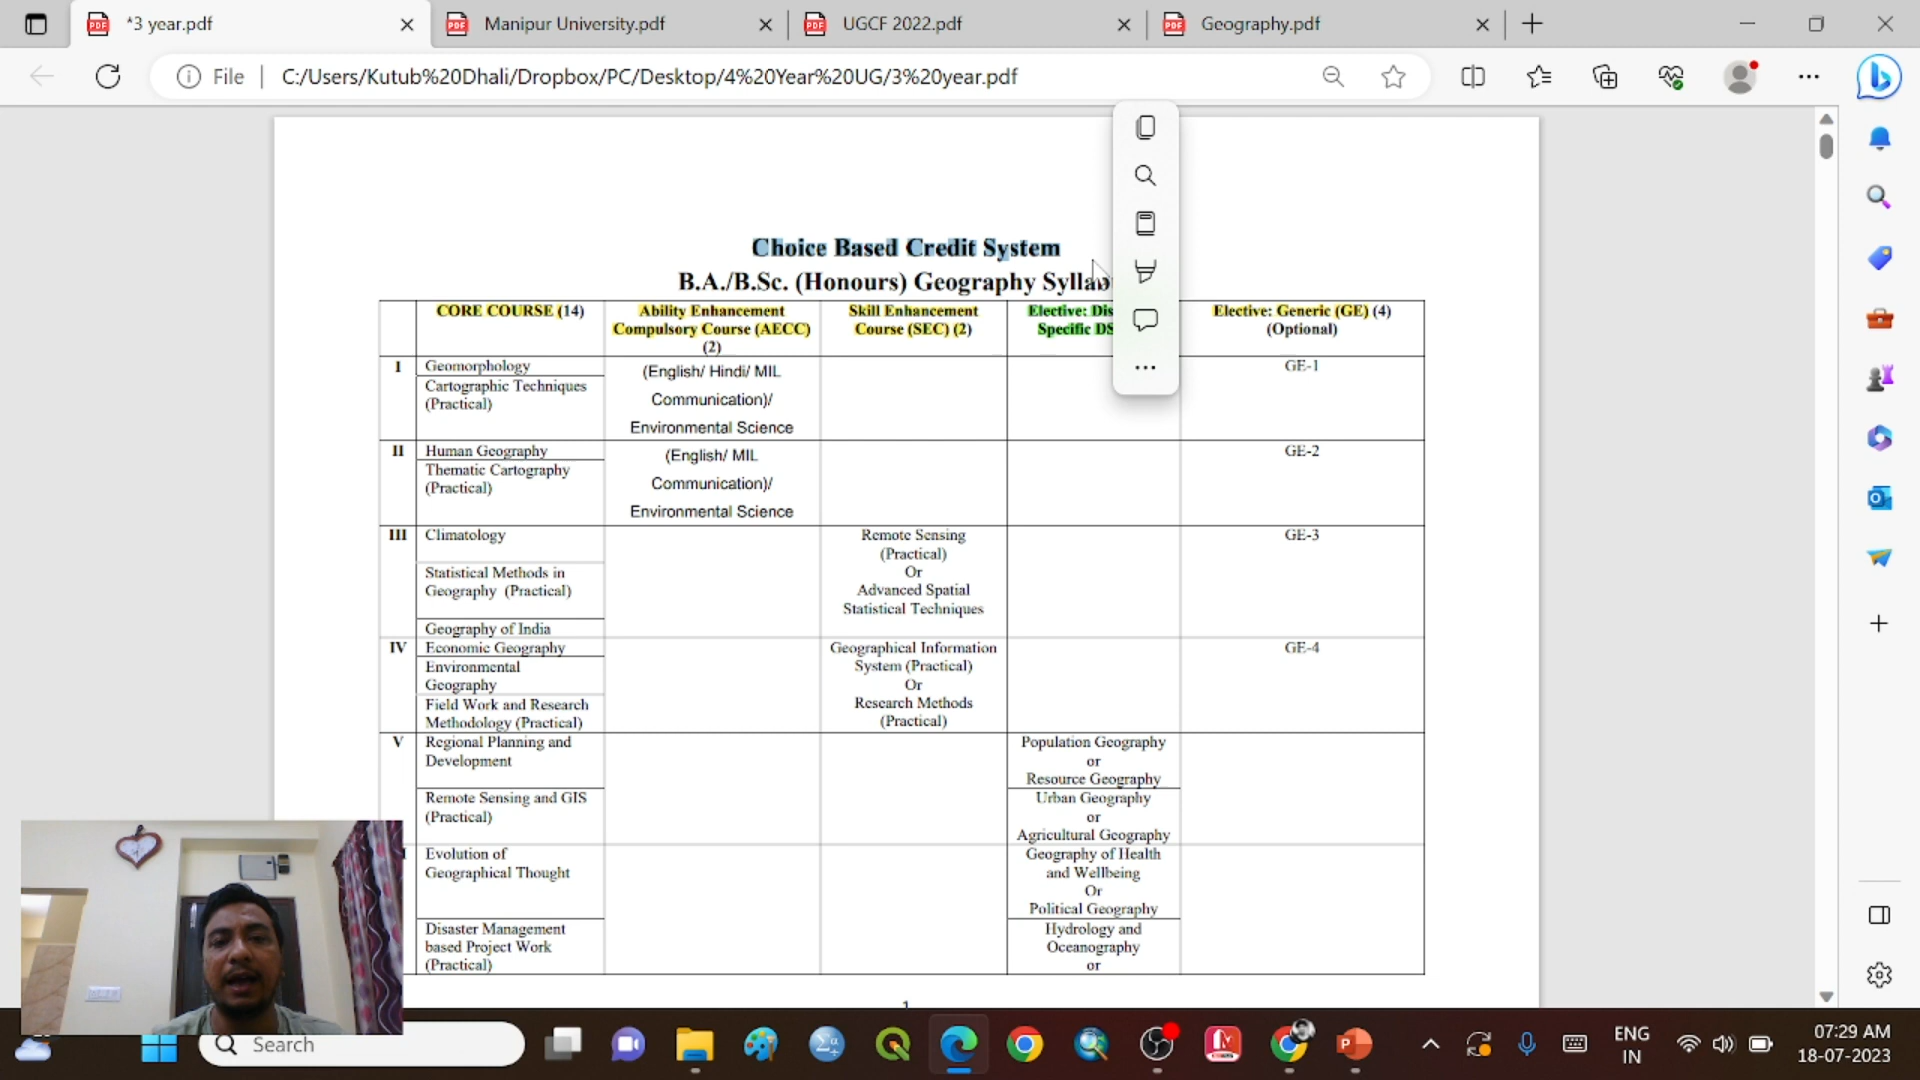 *3 year.pdf
Manipur University.pdf
UGCF 2022.pdf
Geography.pdf
File
C:/Users/Kutub%20Dhali/Dropbox/PC/Desktop/4%20Year%20UG/3%20year.pdf
Choice Based Credit System
B.A./B.Sc. (Honours) Geography
CORE COURSE (14)
Ability Enhancement
Compulsory Course (AECC)
(2)
Skill Enhancement
Course (SEC) (2)
Elective:
Specific
Elective: Generic (GE) (4)
(Optional)
I
Geomorphology
Cartographic Techniques
(Practical)
(English/ Hindi/ MIL
Communication)/
Environmental Science
GE-1
II
Human Geography
Thematic Cartography
(Practical)
(English/ MIL
Communication)/
Environmental Science
GE-2
III
Climatology
Statistical Methods in
Geography (Practical)
Geography of India
Remote Sensing
(Practical)
Or
Advanced Spatial
Statistical Techniques
GE-3
IV
Economic Geography
Environmental
Geography
Field Work and Research
Methodology (Practical)
Geographical Information
System (Practical)
Or
Research Methods
(Practical)
GE-4
V
Regional Planning and
Development
Remote Sensing and GIS
(Practical)
Population Geography
or
Resource Geography
Urban Geography
or
Agricultural Geography
Evolution of
Geographical Thought
Disaster Management
based Project Work
(Practical)
Geography of Health
and Wellbeing
Or
Political Geography
Hydrology and
Oceanography
or
Search
ENG
IN
07:29 AM
18-07-2023